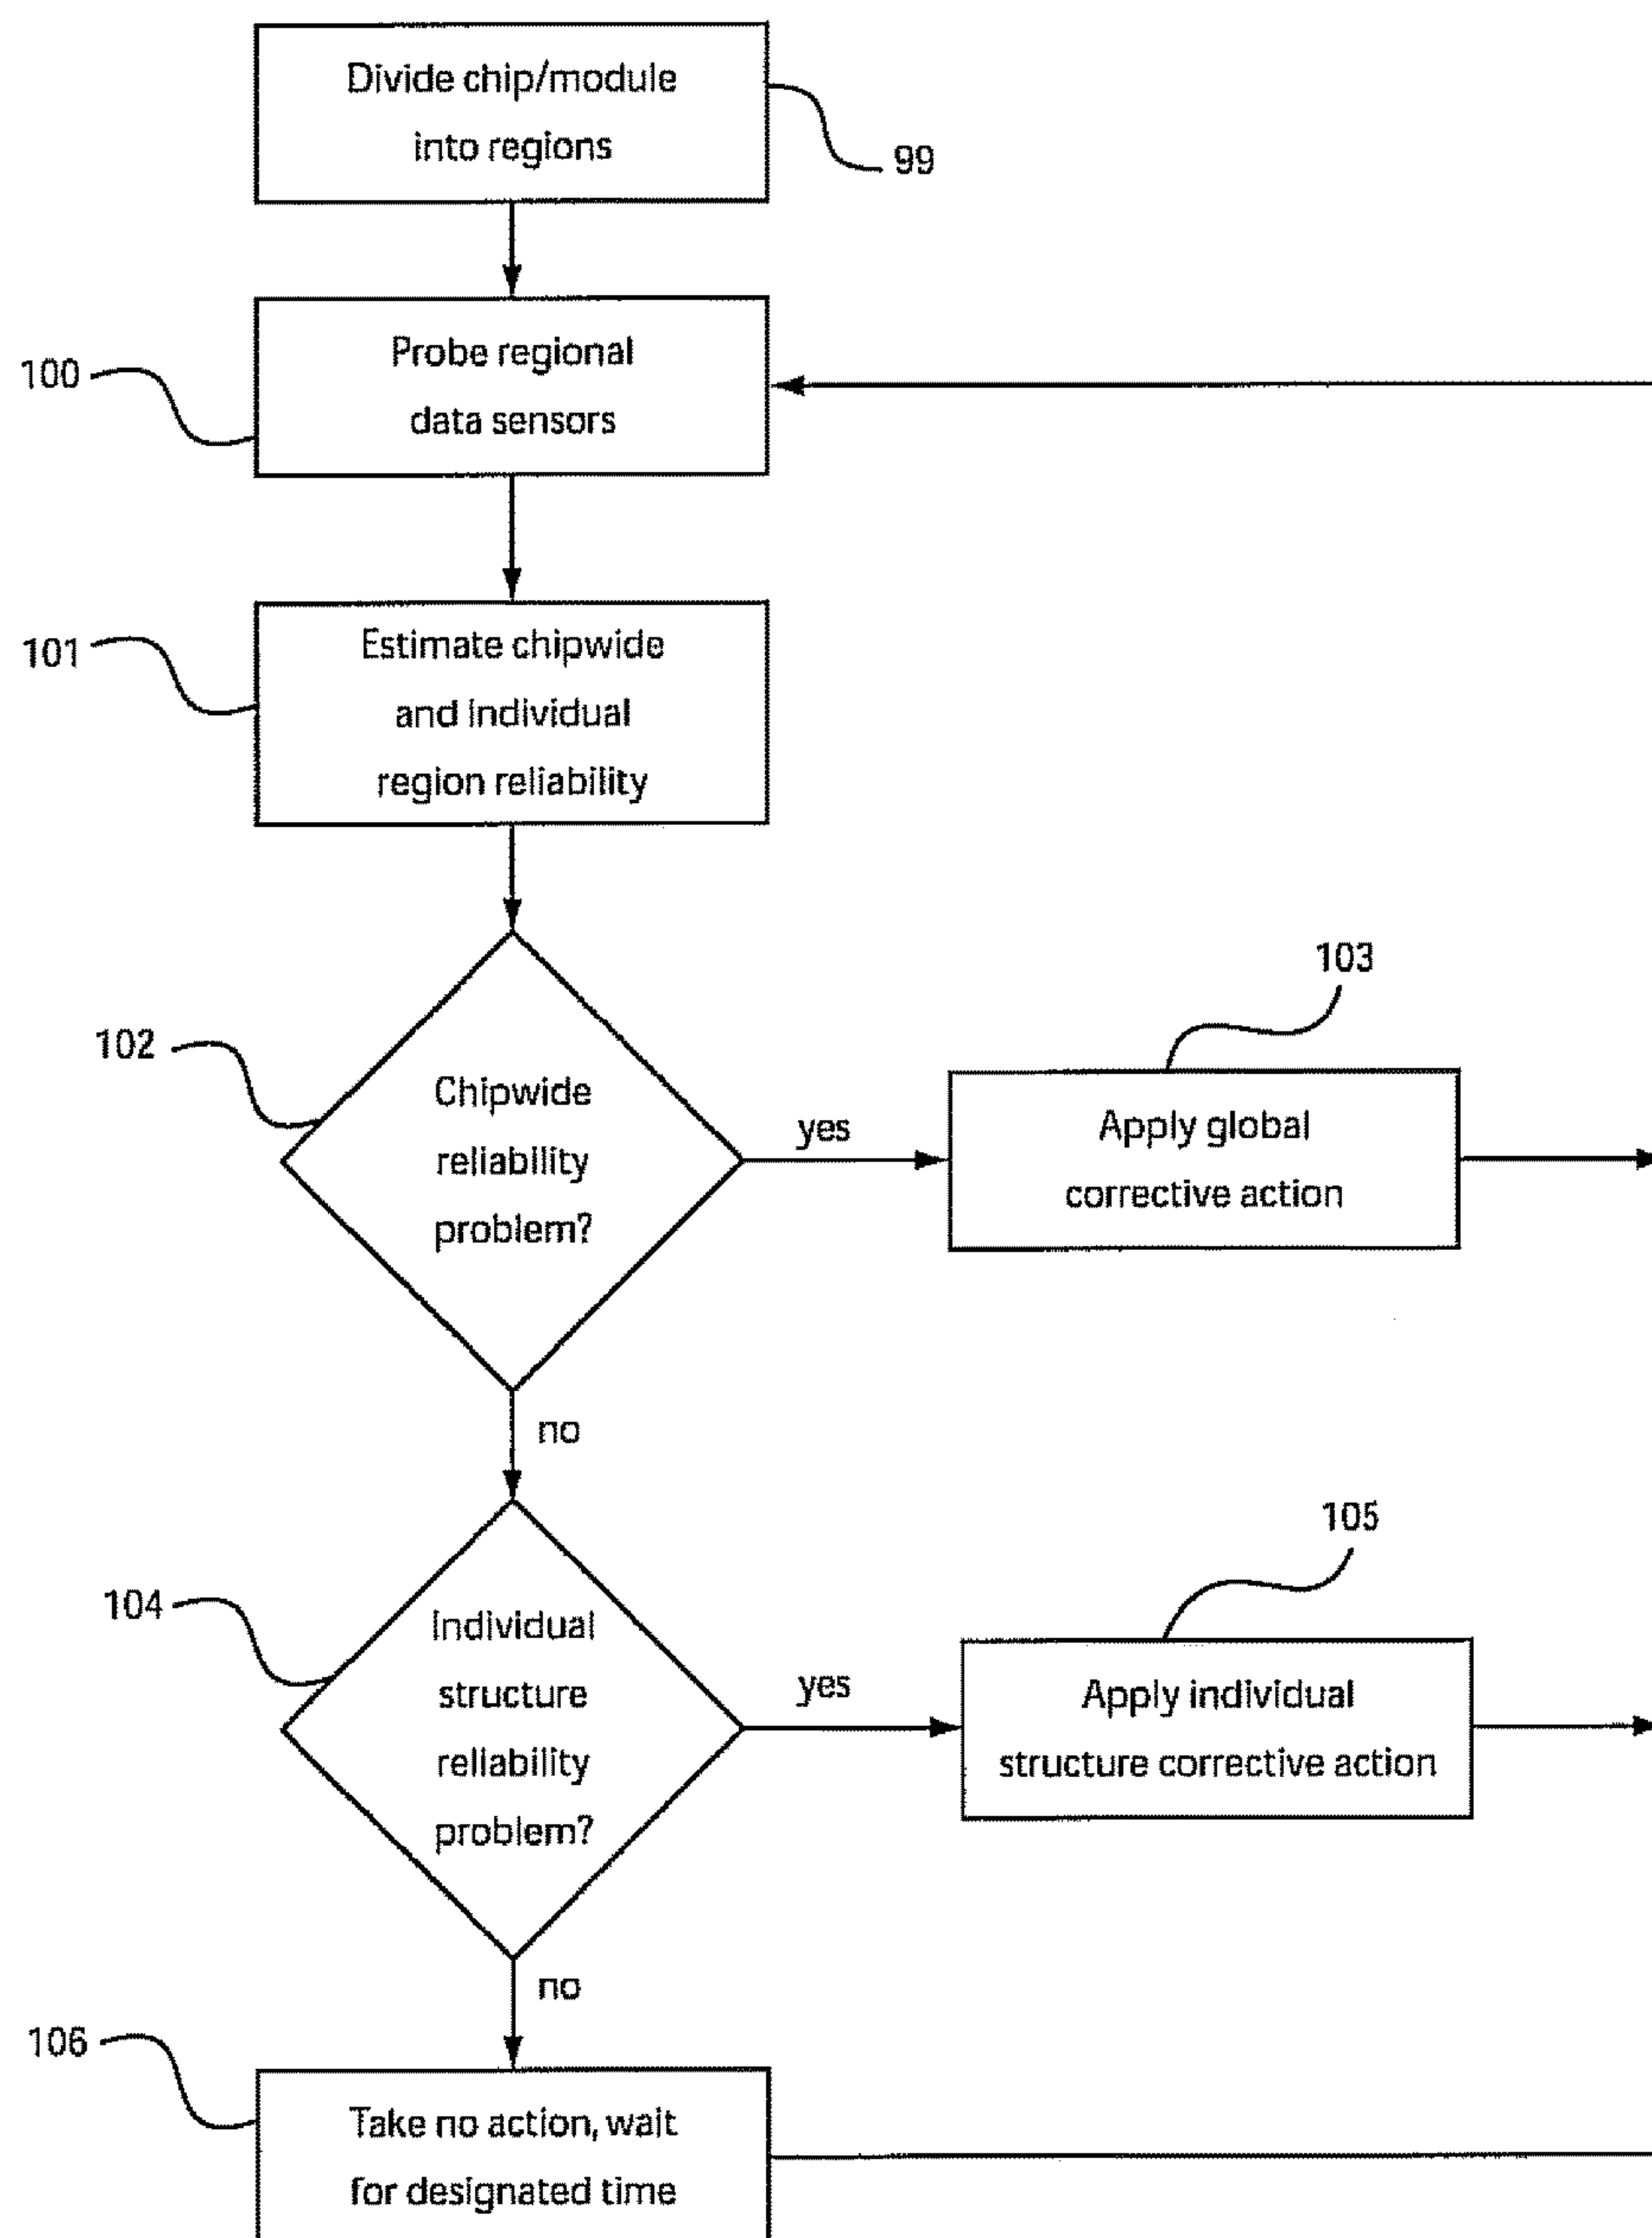 Divide chip/module
into regions
99
100
Probe regional
data sensors
101
Estimate chipwide
and individual
region reliability
102
Chipwide
reliability
problem?
yes
103
Apply global
corrective action
no
104
Individual
structure
reliability
problem?
yes
105
Apply individual
structure corrective action
no
106
Take no action, wait
for designated time